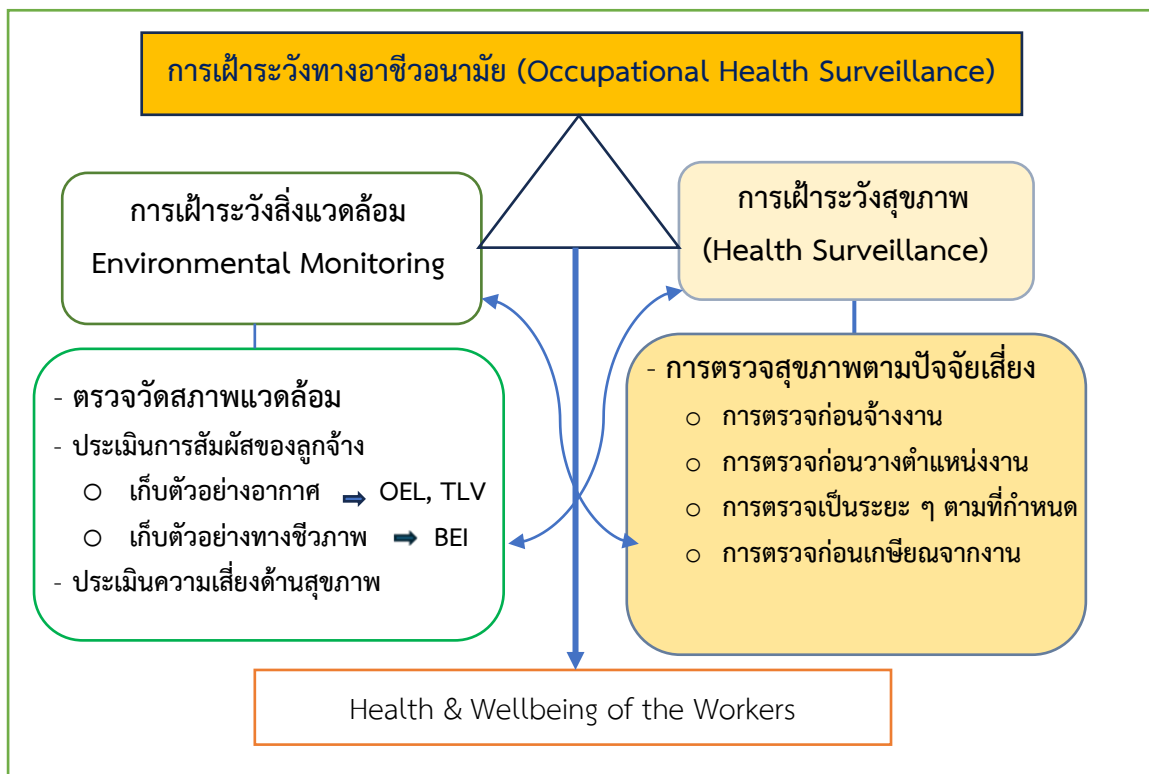 การเฝ้าระวังทางอาชีวอนามัย (Occupational Health Surveillance)
การเฝ้าระวังสิ่งแวดล้อม
Environmental Monitoring
การเฝ้าระวังสุขภาพ
(Health Surveillance)
- ตรวจวัดสภาพแวดล้อม
- ประเมินการสัมผัสของลูกจ้าง
○ เก็บตัวอย่างอากาศ ➡ OEL, TLV
○ เก็บตัวอย่างทางชีวภาพ ➡ BEI
- ประเมินความเสี่ยงด้านสุขภาพ
- การตรวจสุขภาพตามปัจจัยเสี่ยง
○ การตรวจก่อนจ้างงาน
○ การตรวจก่อนวางตำแหน่งงาน
○ การตรวจเป็นระยะ ๆ ตามที่กำหนด
○ การตรวจก่อนเกษียณจากงาน
Health & Wellbeing of the Workers